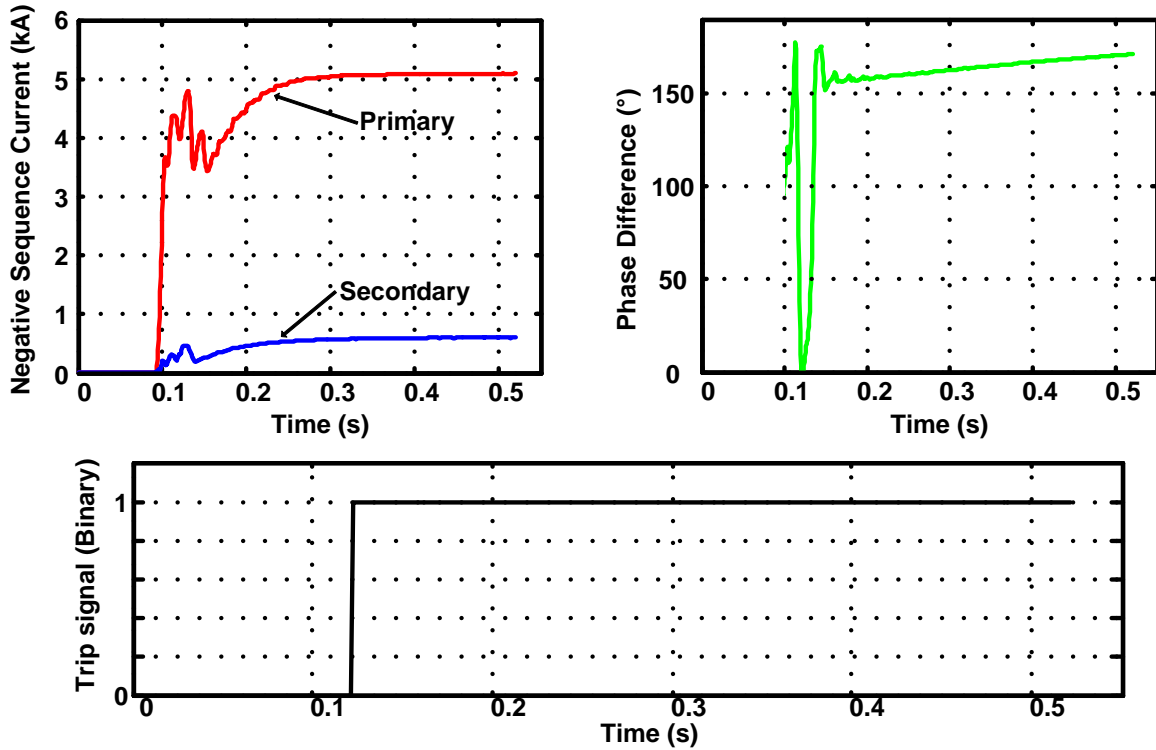 Negative Sequence Current (kA)
6
5
4
3
2
1
0
Primary
Secondary
0 0.1 0.2 0.3 0.4 0.5
Time (s)
Phase Difference (°)
150
100
50
0
0 0.1 0.2 0.3 0.4 0.5
Time (s)
Trip signal (Binary)
1
0
0 0.1 0.2 0.3 0.4 0.5
Time (s)